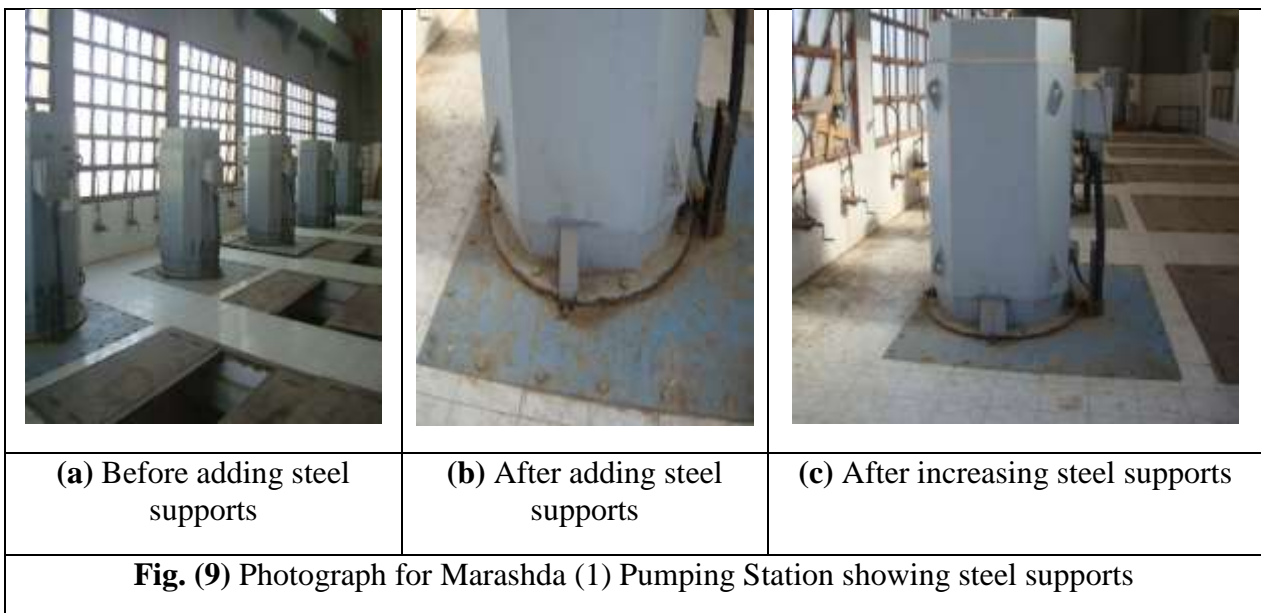 (a) Before adding steel
supports
(b) After adding steel
supports
(c) After increasing steel supports
Fig. (9) Photograph for Marashda (1) Pumping Station showing steel supports